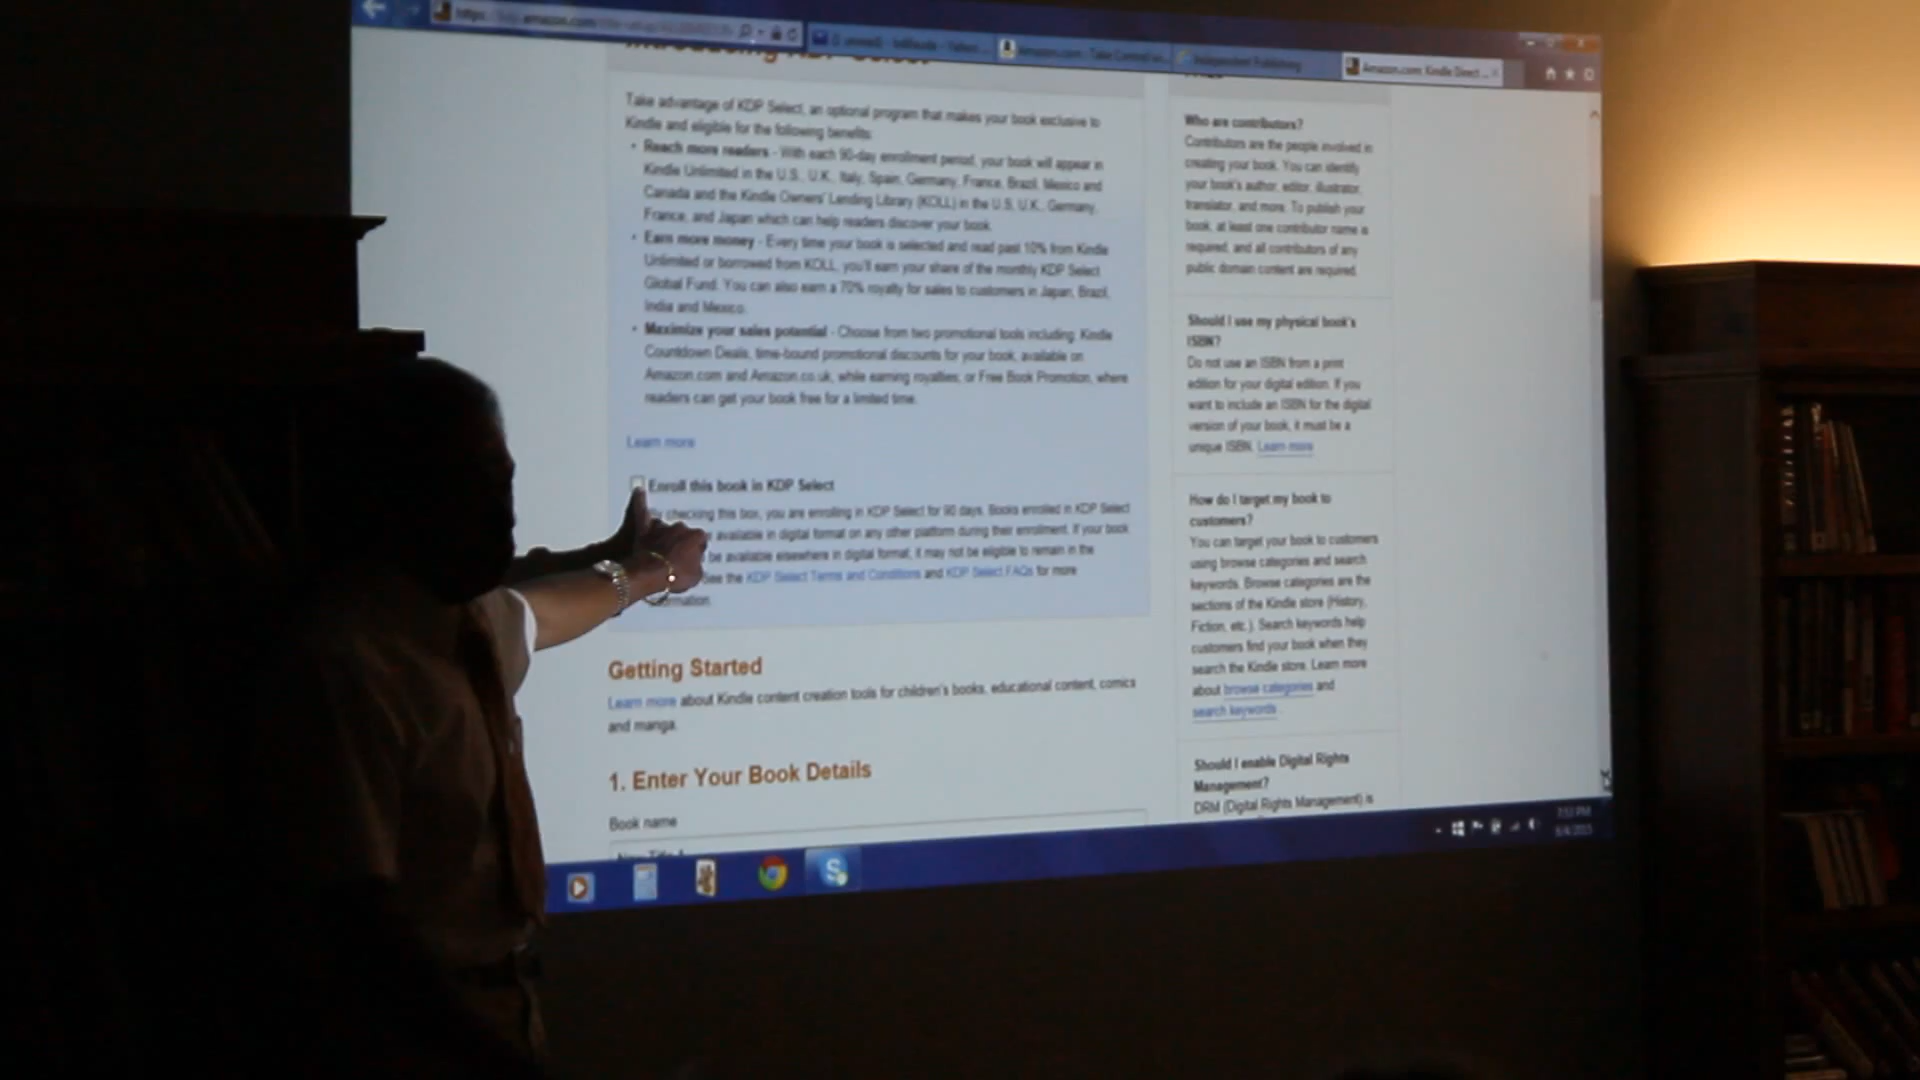 Introducing KDP Select
Take advantage of KDP Select, an optional program that makes your book exclusive to
Kindle and eligible for the following benefits:
• Reach more readers - With each 90-day enrollment period, your book will appear in
Kindle Unlimited in the U.S., U.K., Italy, Spain, Germany, France, Brazil, Mexico and
Canada and the Kindle Owners' Lending Library (KOLL) in the U.S, U.K., Germany,
France, and Japan which can help readers discover your book.
• Earn more money - Every time your book is selected and read past 10% from Kindle
Unlimited or borrowed from KOLL, you'll earn your share of the monthly KDP Select
Global Fund. You can also earn a 70% royalty for sales to customers in Japan, Brazil,
India and Mexico.
• Maximize your sales potential - Choose from two promotional tools including: Kindle
Countdown Deals, time-bound promotional discounts for your book, available on
Amazon.com and Amazon.co.uk, while earning royalties; or Free Book Promotion, where
readers can get your book free for a limited time.
Learn more
Enroll this book in KDP Select
checking this box, you are enrolling in KDP Select for 90 days. Books enrolled in KDP Select
available in digital format on any other platform during their enrollment. If your book
be available elsewhere in digital format, it may not be eligible to remain in the
See the KDP Select Terms and Conditions and KDP Select FAQs for more
Getting Started
Learn more about Kindle content creation tools for children's books, educational content, comics
and manga.
1. Enter Your Book Details
Book name
Who are contributors?
Contributors are the people involved in
creating your book. You can identify
your book's author, editor, illustrator,
translator, and more. To publish your
book, at least one contributor name is
required, and all contributors of any
public domain content are required.
Should I use my physical book's
ISBN?
Do not use an ISBN from a print
edition for your digital edition. If you
want to include an ISBN for the digital
version of your book, it must be a
unique ISBN. Learn more
How do I target my book to
customers?
You can target your book to customers
using browse categories and search
keywords. Browse categories are the
sections of the Kindle store (History,
Fiction, etc.). Search keywords help
customers find your book when they
search the Kindle store. Learn more
about browse categories and
search keywords.
Should I enable Digital Rights
Management?
DRM (Digital Rights Management) is
Amazon.com: Take Control
Independent Publishing
Amazon.com: Kindle Direct ...
7:53 PM
6/4/2015